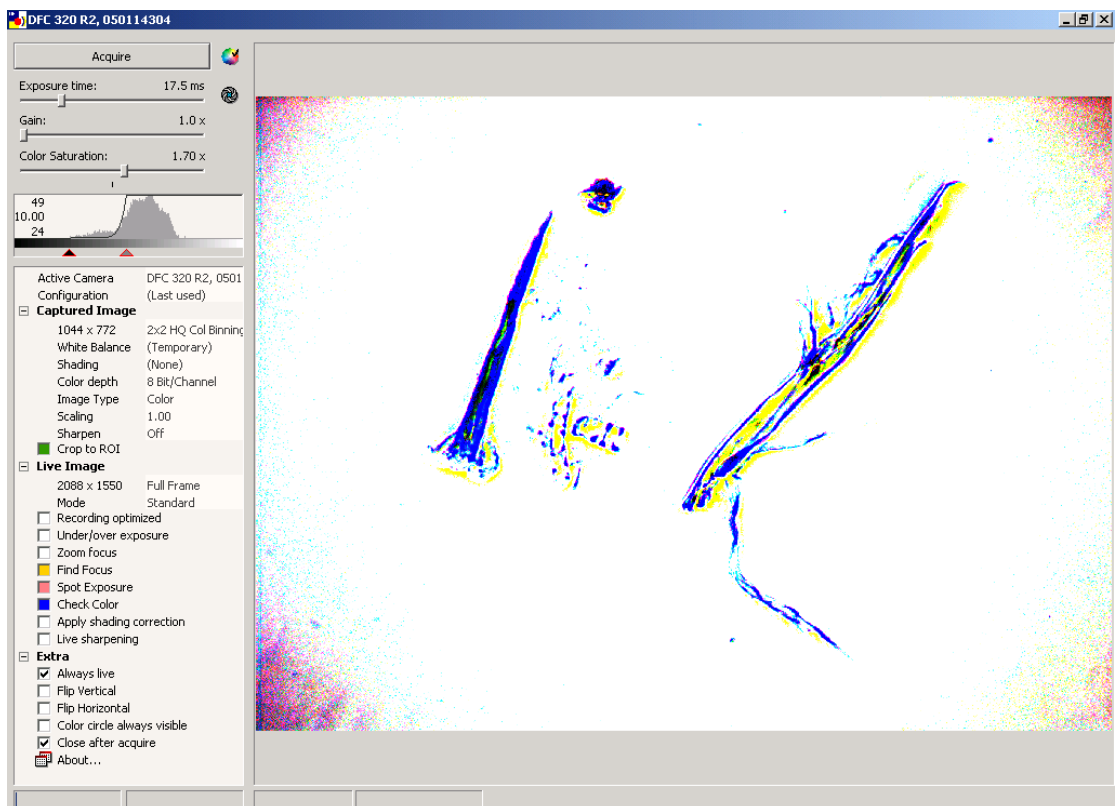 DFC 320 R2, 050114304
Acquire
Exposure time: 17.5 ms
Gain: 1.0 x
Color Saturation: 1.70 x
49
10.00
24
Active Camera DFC 320 R2, 0501
Configuration (Last used)
Captured Image
1044 x 772 2x2 HQ Col Binning
White Balance (Temporary)
Shading (None)
Color depth 8 Bit/Channel
Image Type Color
Scaling 1.00
Sharpen Off
Crop to ROI
Live Image
2088 x 1550 Full Frame
Mode Standard
Recording optimized
Under/over exposure
Zoom focus
Find Focus
Spot Exposure
Check Color
Apply shading correction
Live sharpening
Extra
Always live
Flip Vertical
Flip Horizontal
Color circle always visible
Close after acquire
About...